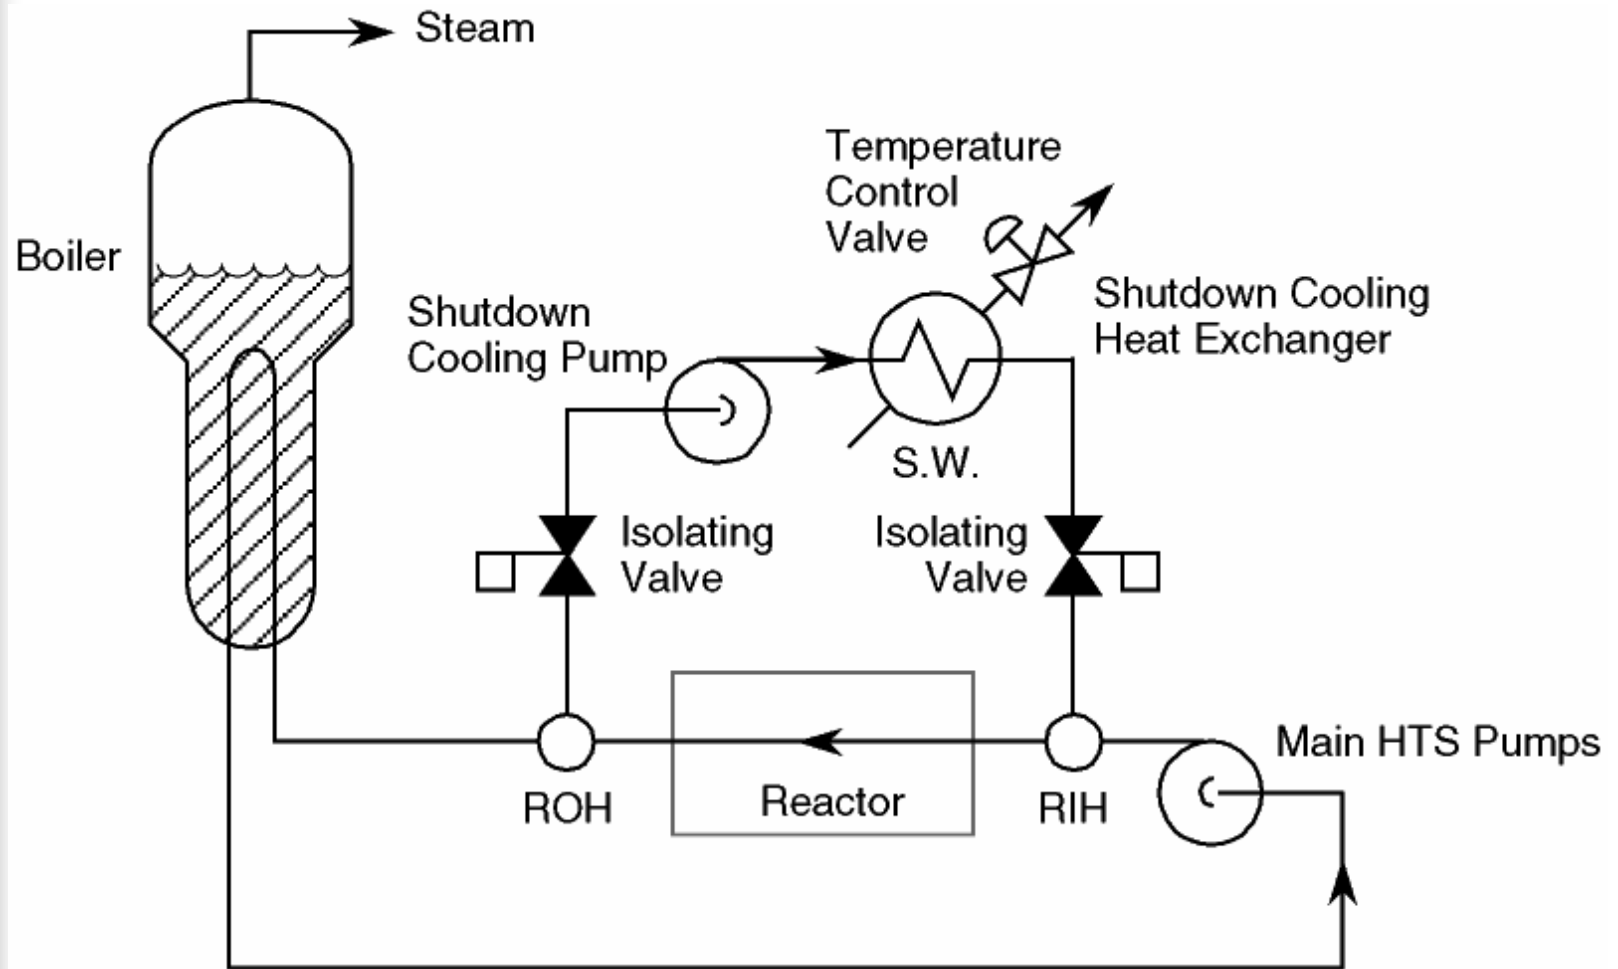 Steam
Temperature
Control
Valve
Boiler
Shutdown
Cooling Pump
Shutdown Cooling
Heat Exchanger
S.W.
Isolating
Valve
Isolating
Valve
Main HTS Pumps
ROH
Reactor
RIH